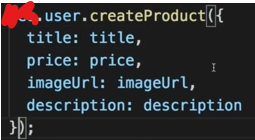 .user.createProduct({
title: title,
price: price,
imageUrl: imageUrl,
description: description
});